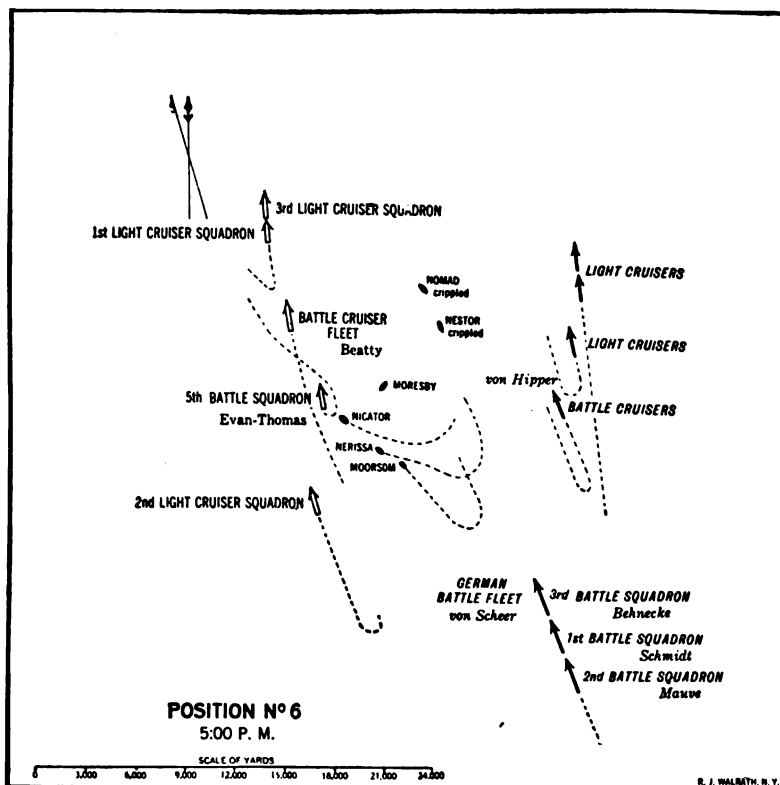 3rd LIGHT CRUISER SQUADRON
1st LIGHT CRUISER SQUADRON
NOMAD
crippled
LIGHT CRUISERS
BATTLE CRUISER
FLEET
Beatty
NESTOR
crippled
LIGHT CRUISERS
von Hipper
MORESBY
5th BATTLE SQUADRON
Evan-Thomas
BATTLE CRUISERS
NICATOR
NERISSA
MOORSOM
2nd LIGHT CRUISER SQUADRON
GERMAN
BATTLE FLEET
von Scheer
3rd BATTLE SQUADRON
Behncke
1st BATTLE SQUADRON
Schmidt
2nd BATTLE SQUADRON
Mauve
POSITION Nº 6
5:00 P. M.
SCALE OF YARDS
0 3,000 6,000 9,000 12,000 15,000 18,000 21,000 24,000
R. J. WALRATH, N. Y.